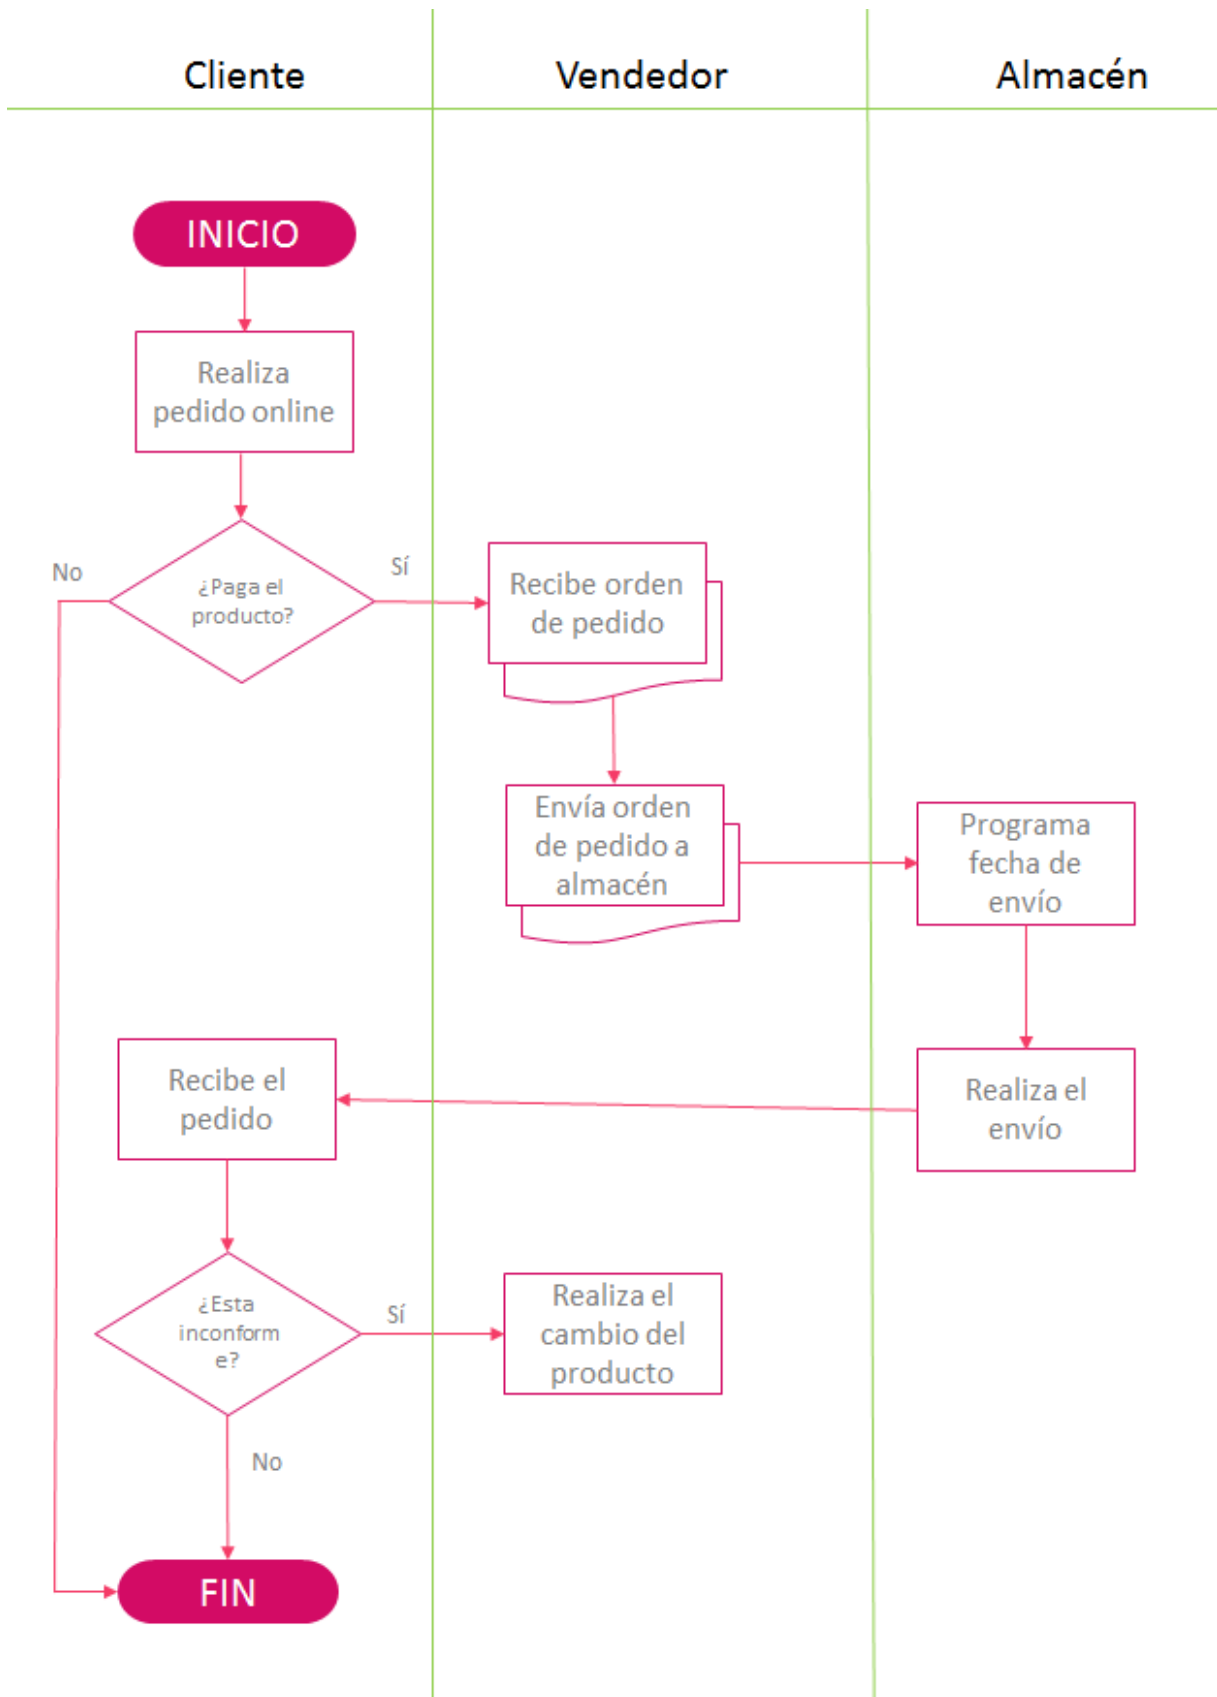 Cliente
Vendedor
Almacén
INICIO
Realiza
pedido online
¿Paga el
producto?
No
Sí
Recibe orden
de pedido
Envía orden
de pedido a
almacén
Programa
fecha de
envío
Realiza el
envío
Recibe el
pedido
¿Esta
inconform
e?
Sí
Realiza el
cambio del
producto
No
FIN